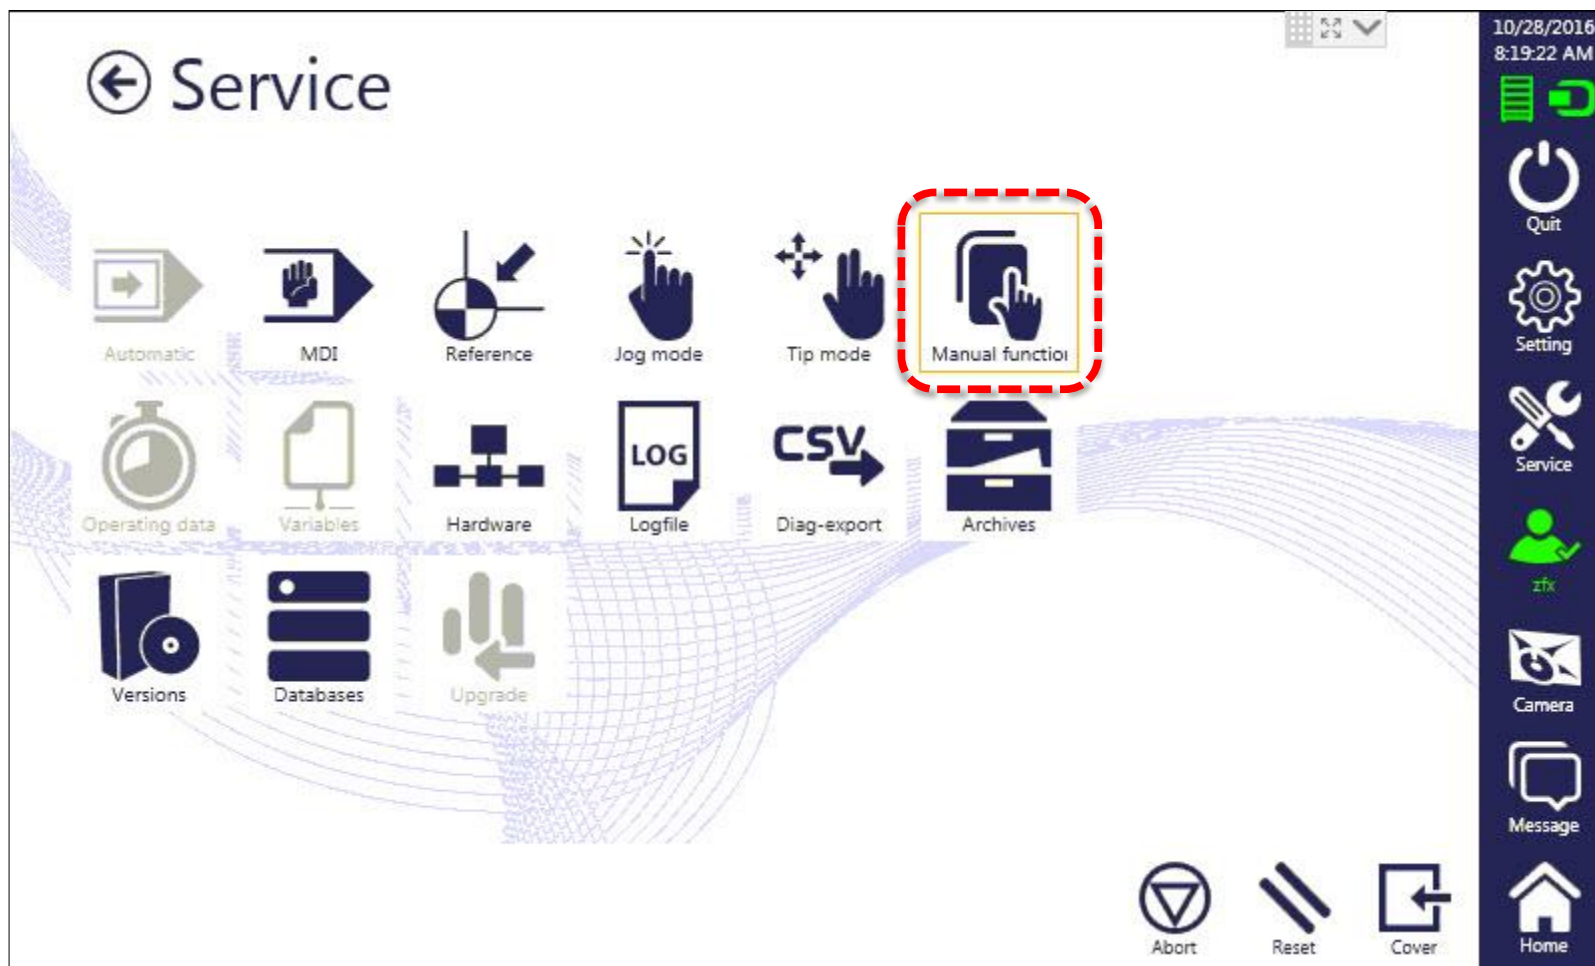 10/28/2016
8:19:22 AM
Service
Automatic
MDI
Reference
Jog mode
Tip mode
Manual function
Operating data
Variables
Hardware
LOG
Logfile
CSV
Diag-export
Archives
Versions
Databases
Upgrade
Abort
Reset
Cover
Quit
Setting
Service
zfx
Camera
Message
Home